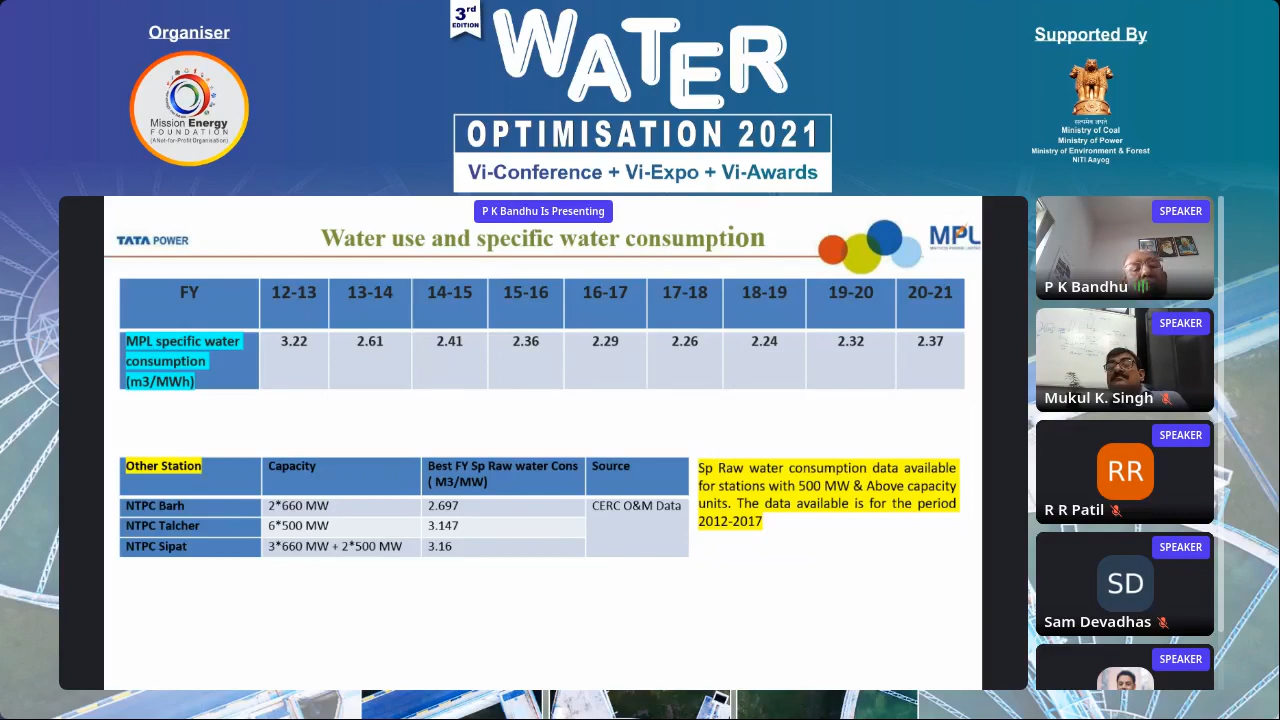 Organiser
Mission Energy
FOUNDATION
(A Not-for-Profit Organisation)
3rd
EDITION
WATER
OPTIMISATION 2021
Vi-Conference + Vi-Expo + Vi-Awards
Supported By
सत्यमेव जयते
Ministry of Coal
Ministry of Power
Ministry of Environment & Forest
NITI Aayog
P K Bandhu Is Presenting
TATA POWER
Water use and specific water consumption
MPL
FY 12-13 13-14 14-15 15-16 16-17 17-18 18-19 19-20 20-21
MPL specific water 3.22 2.61 2.41 2.36 2.29 2.26 2.24 2.32 2.37
consumption
(m3/MWh)
Other Station Capacity Best FY Sp Raw water Cons Source
( M3/MW)
NTPC Barh 2*660 MW 2.697 CERC O&M Data
NTPC Talcher 6*500 MW 3.147
NTPC Sipat 3*660 MW + 2*500 MW 3.16
Sp Raw water consumption data available
for stations with 500 MW & Above capacity
units. The data available is for the period
2012-2017
SPEAKER
P K Bandhu
SPEAKER
Mukul K. Singh
SPEAKER
RR
R R Patil
SPEAKER
SD
Sam Devadhas
SPEAKER